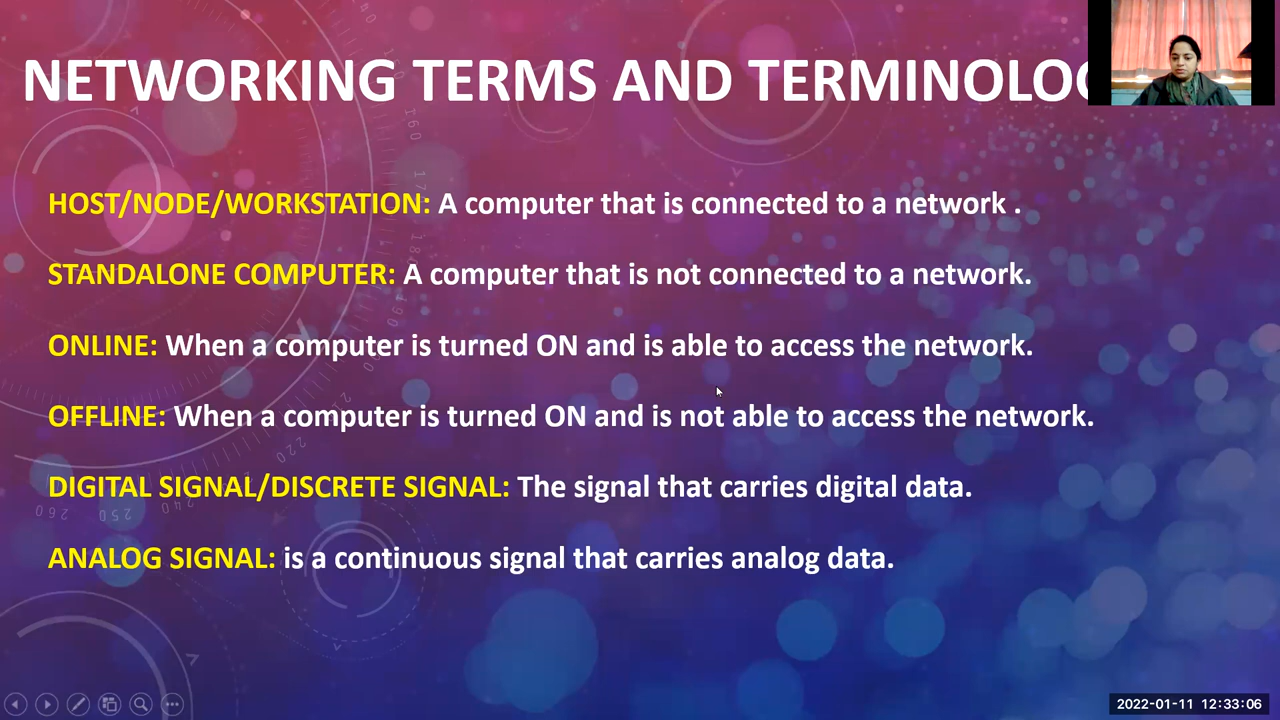 NETWORKING TERMS AND TERMINOLO
HOST/NODE/WORKSTATION: A computer that is connected to a network .
STANDALONE COMPUTER: A computer that is not connected to a network.
ONLINE: When a computer is turned ON and is able to access the network.
OFFLINE: When a computer is turned ON and is not able to access the network.
DIGITAL SIGNAL/DISCRETE SIGNAL: The signal that carries digital data.
ANALOG SIGNAL: is a continuous signal that carries analog data.
2022-01-11 12:33:06